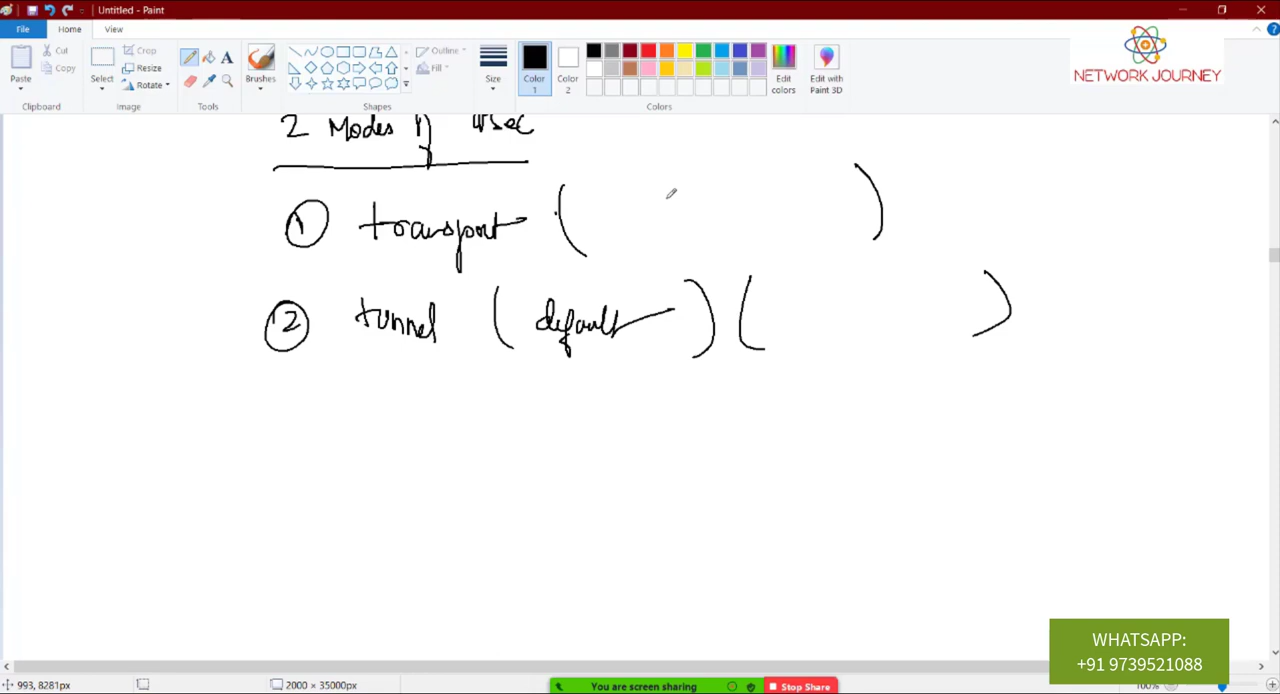 Untitled - Paint
File
Home
View
Paste
Cut
Copy
Clipboard
Select
Crop
Resize
Rotate
Image
Tools
Brushes
Outline
Fill
Shapes
Size
Color
1
Color
2
Edit
colors
Edit with
Paint 3D
Colors
NETWORK JOURNEY
2 Modes of IPsec
1 transport ( )
2 tunnel (default) ( )
WHATSAPP:
+91 9739521088
993, 8281px
2000 × 35000px
You are screen sharing
Stop Share
100%